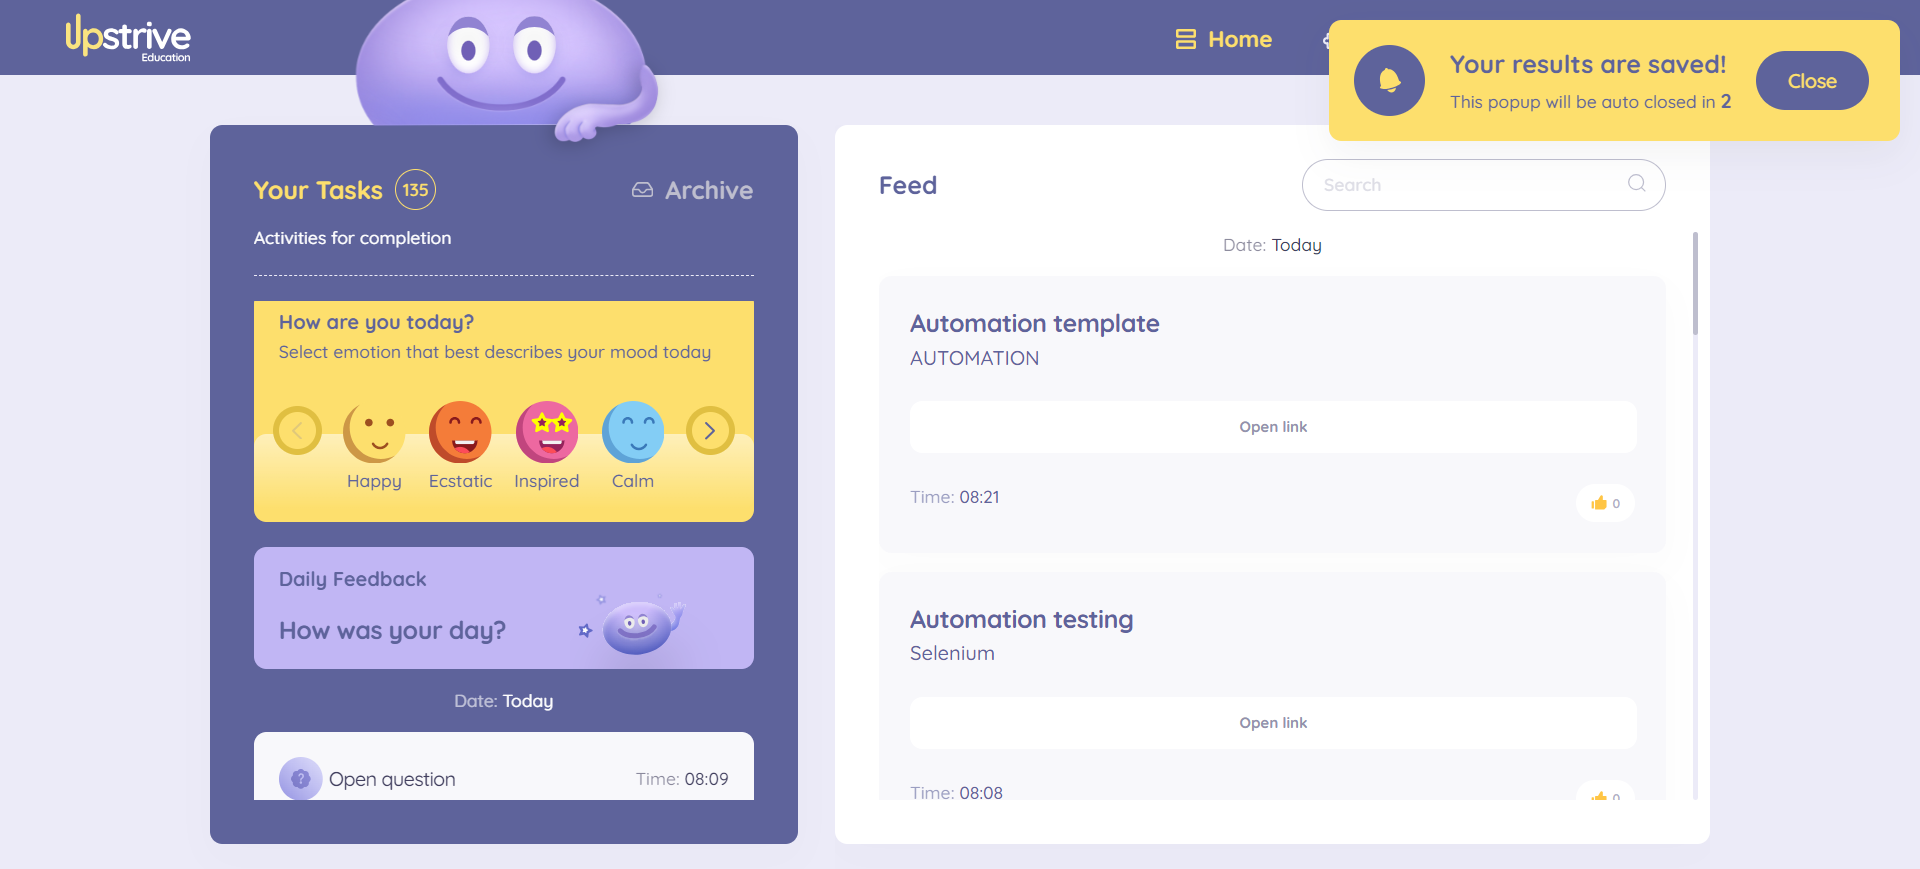 Upstrive
Education
Home
Your results are saved!
This popup will be auto closed in 2
Close
Your Tasks 135
Archive
Activities for completion
How are you today?
Select emotion that best describes your mood today
Happy Ecstatic Inspired Calm
Daily Feedback
How was your day?
Date: Today
Open question
Time: 08:09
Feed
Search
Date: Today
Automation template
AUTOMATION
Open link
Time: 08:21
0
Automation testing
Selenium
Open link
Time: 08:08
0